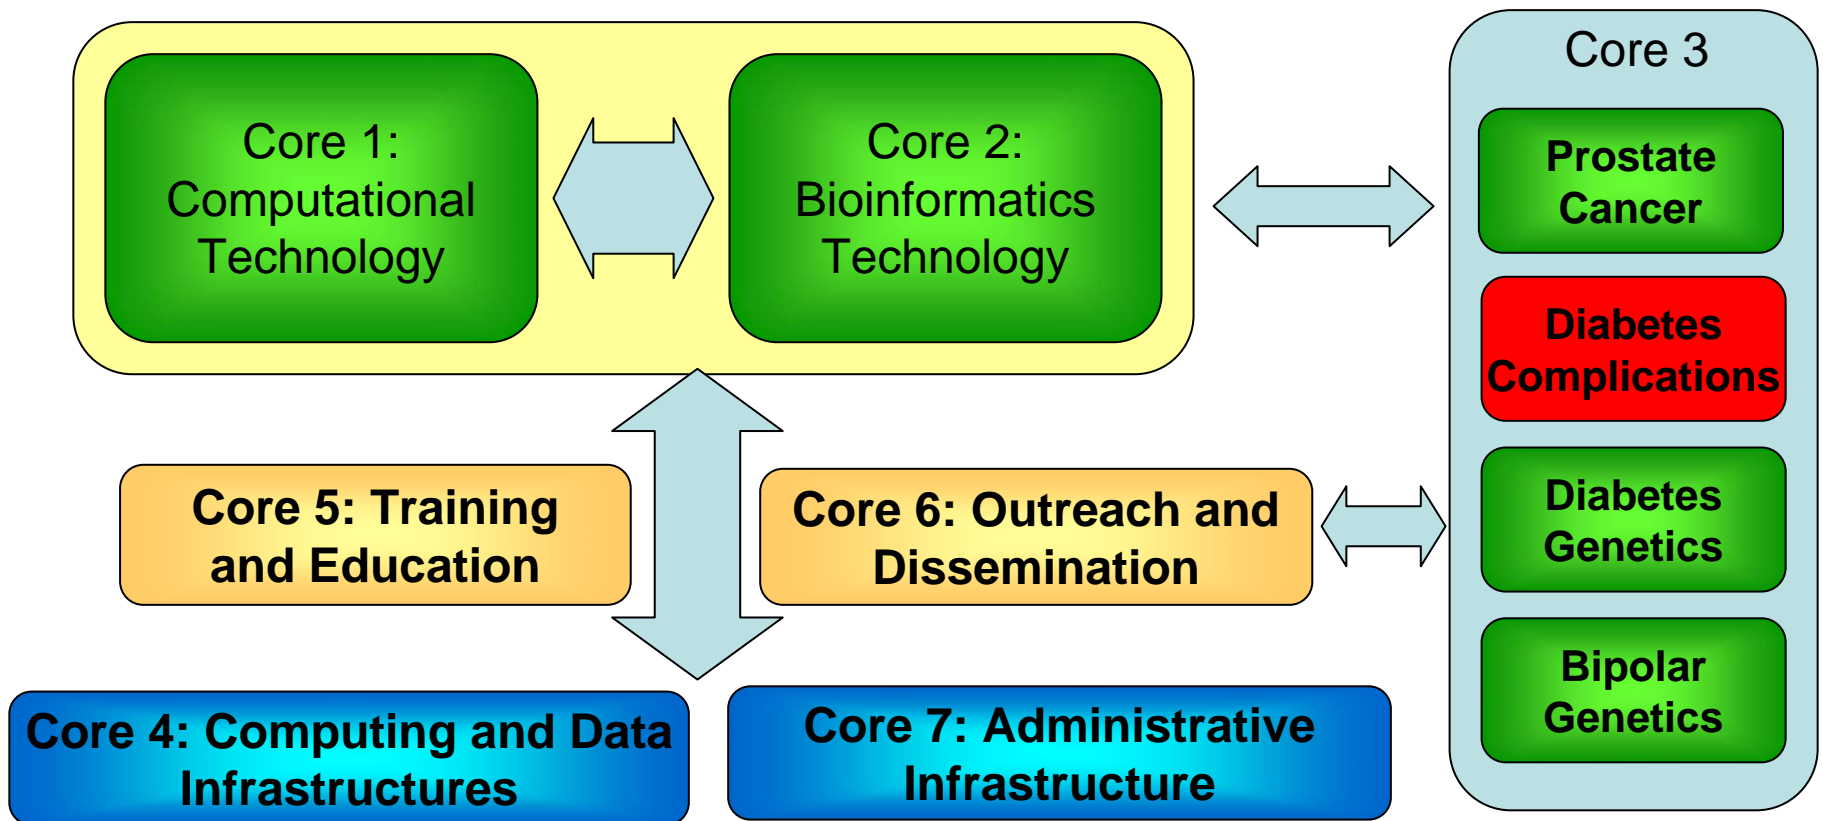 Core 1:
Computational
Technology
Core 2:
Bioinformatics
Technology
Core 3
Prostate
Cancer
Diabetes
Complications
Diabetes
Genetics
Bipolar
Genetics
Core 5: Training
and Education
Core 6: Outreach and
Dissemination
Core 4: Computing and Data
Infrastructures
Core 7: Administrative
Infrastructure